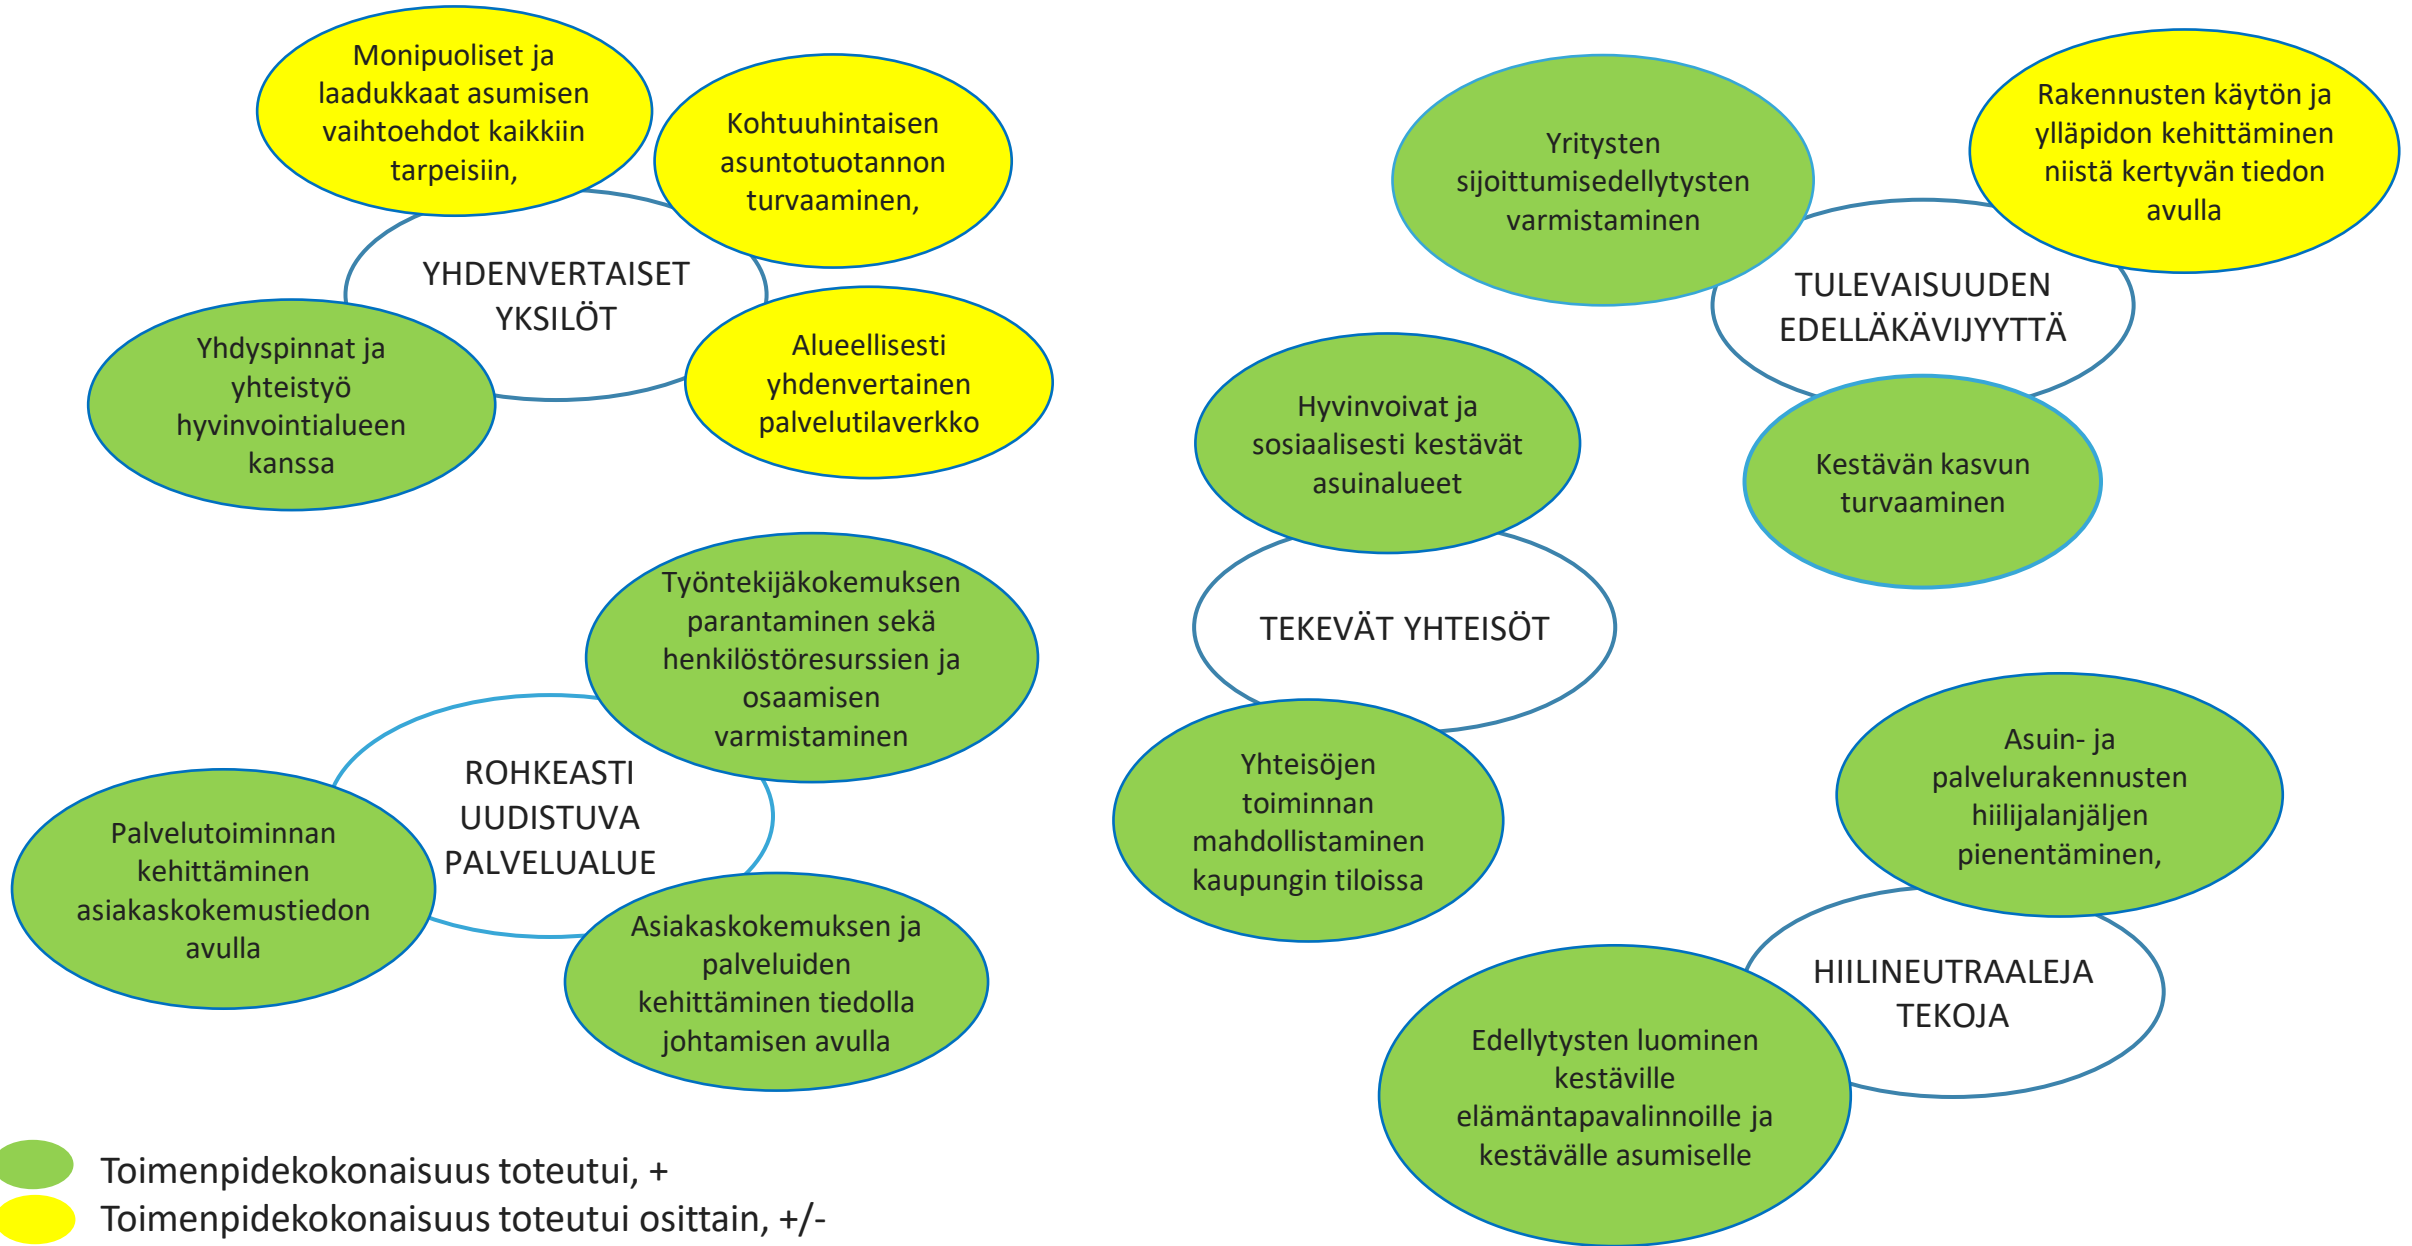 Monipuoliset ja
laadukkaat asumisen
vaihtoehdot kaikkiin
tarpeisiin,
Kohtuuhintaisen
asuntotuotannon
turvaaminen,
YHDENVERTAISET
YKSILÖT
Yhdyspinnat ja
yhteistyö
hyvinvointialueen
kanssa
Alueellisesti
yhdenvertainen
palvelutilaverkko
Yritysten
sijoittumisedellytysten
varmistaminen
Rakennusten käytön ja
ylläpidon kehittäminen
niistä kertyvän tiedon
avulla
TULEVAISUUDEN
EDELLÄKÄVIJYYTTÄ
Kestävän kasvun
turvaaminen
Hyvinvoivat ja
sosiaalisesti kestävät
asuinalueet
TEKEVÄT YHTEISÖT
Yhteisöjen
toiminnan
mahdollistaminen
kaupungin tiloissa
Työntekijäkokemuksen
parantaminen sekä
henkilöstöresurssien ja
osaamisen
varmistaminen
ROHKEASTI
UUDISTUVA
PALVELUALUE
Palvelutoiminnan
kehittäminen
asiakaskokemustiedon
avulla
Asiakaskokemuksen ja
palveluiden
kehittäminen tiedolla
johtamisen avulla
Asuin- ja
palvelurakennusten
hiilijalanjäljen
pienentäminen,
HIILINEUTRAALEJA
TEKOJA
Edellytysten luominen
kestäville
elämäntapavalinnoille ja
kestävälle asumiselle
Toimenpidekokonaisuus toteutui, +
Toimenpidekokonaisuus toteutui osittain, +/-